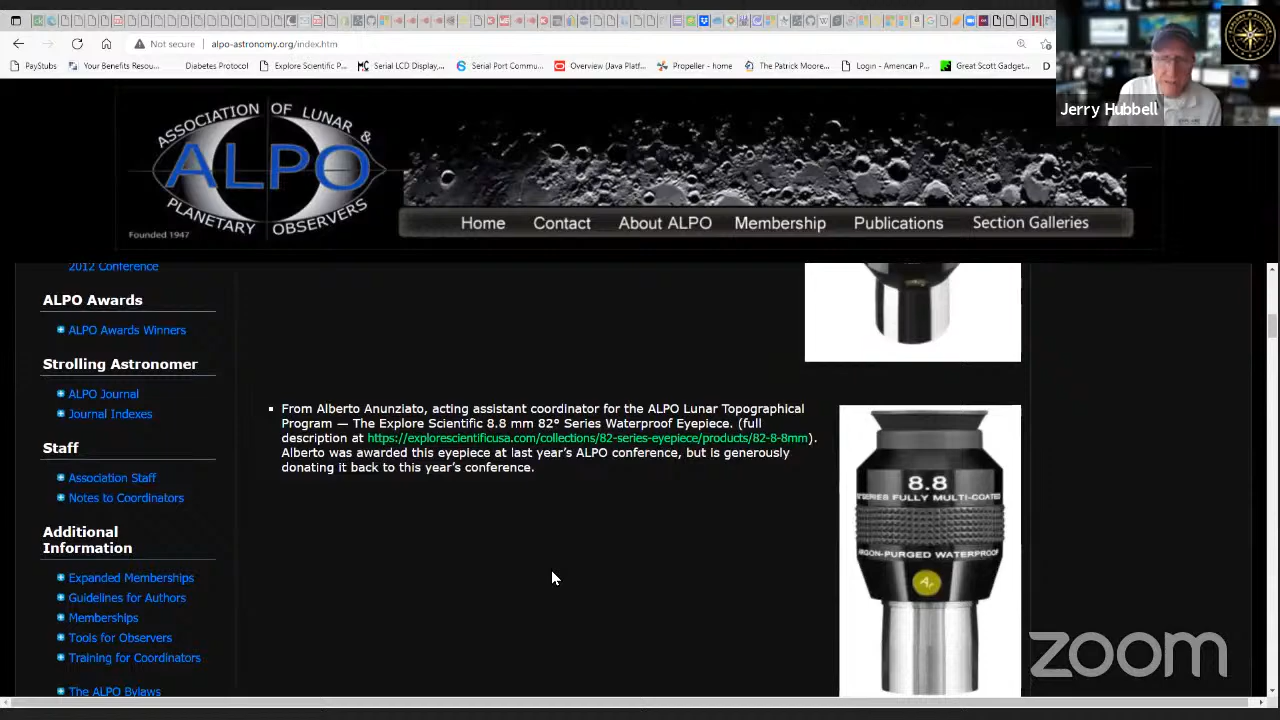 Not secure
alpo-astronomy.org/index.htm
PayStubs
Your Benefits Resou...
Diabetes Protocol
Explore Scientific P...
Serial LCD Display,...
Serial Port Commu...
Overview (Java Platf...
Propeller - home
The Patrick Moore...
Login - American P...
Great Scott Gadget...
D
Jerry Hubbell
ASSOCIATION OF LUNAR &
ALPO
PLANETARY OBSERVERS
Founded 1947
Home
Contact
About ALPO
Membership
Publications
Section Galleries
2012 Conference
ALPO Awards
ALPO Awards Winners
Strolling Astronomer
ALPO Journal
Journal Indexes
Staff
Association Staff
Notes to Coordinators
Additional
Information
Expanded Memberships
Guidelines for Authors
Memberships
Tools for Observers
Training for Coordinators
The ALPO Bylaws
From Alberto Anunziato, acting assistant coordinator for the ALPO Lunar Topographical
Program — The Explore Scientific 8.8 mm 82° Series Waterproof Eyepiece. (full
description at https://explorescientificusa.com/collections/82-series-eyepiece/products/82-8-8mm).
Alberto was awarded this eyepiece at last year's ALPO conference, but is generously
donating it back to this year's conference.
8.8
SERIES FULLY MULTI-COATED
ARGON-PURGED WATERPROOF
Ar
zoom